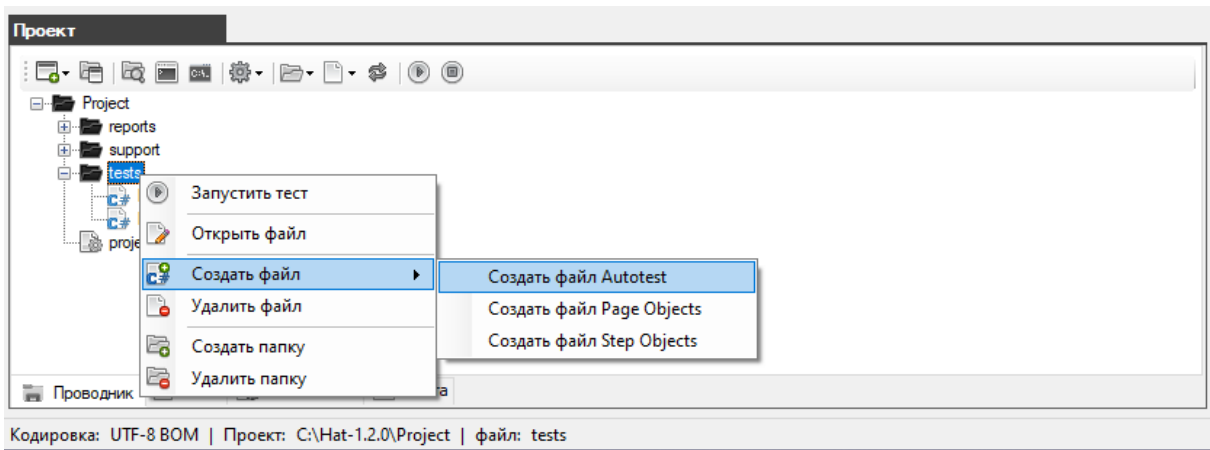 Проект
C:\.
Project
reports
support
tests
C#
C#
proje
Запустить тест
Открыть файл
C# Создать файл
Удалить файл
Создать папку
Удалить папку
Создать файл Autotest
Создать файл Page Objects
Создать файл Step Objects
Проводник
та
Кодировка: UTF-8 BOM | Проект: C:\Hat-1.2.0\Project | файл: tests